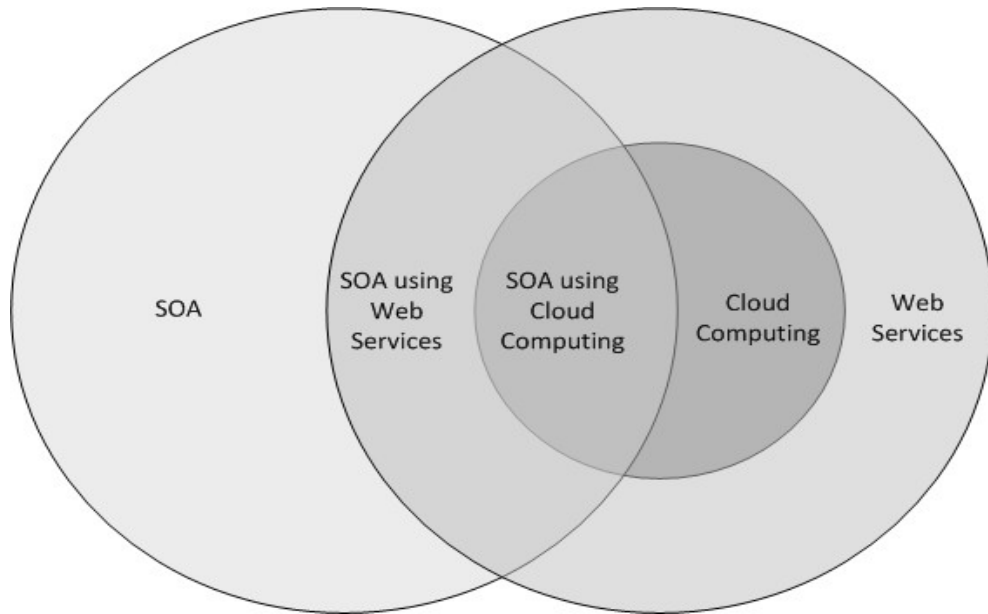 SOA
SOA using
Web
Services
SOA using
Cloud
Computing
Cloud
Computing
Web
Services